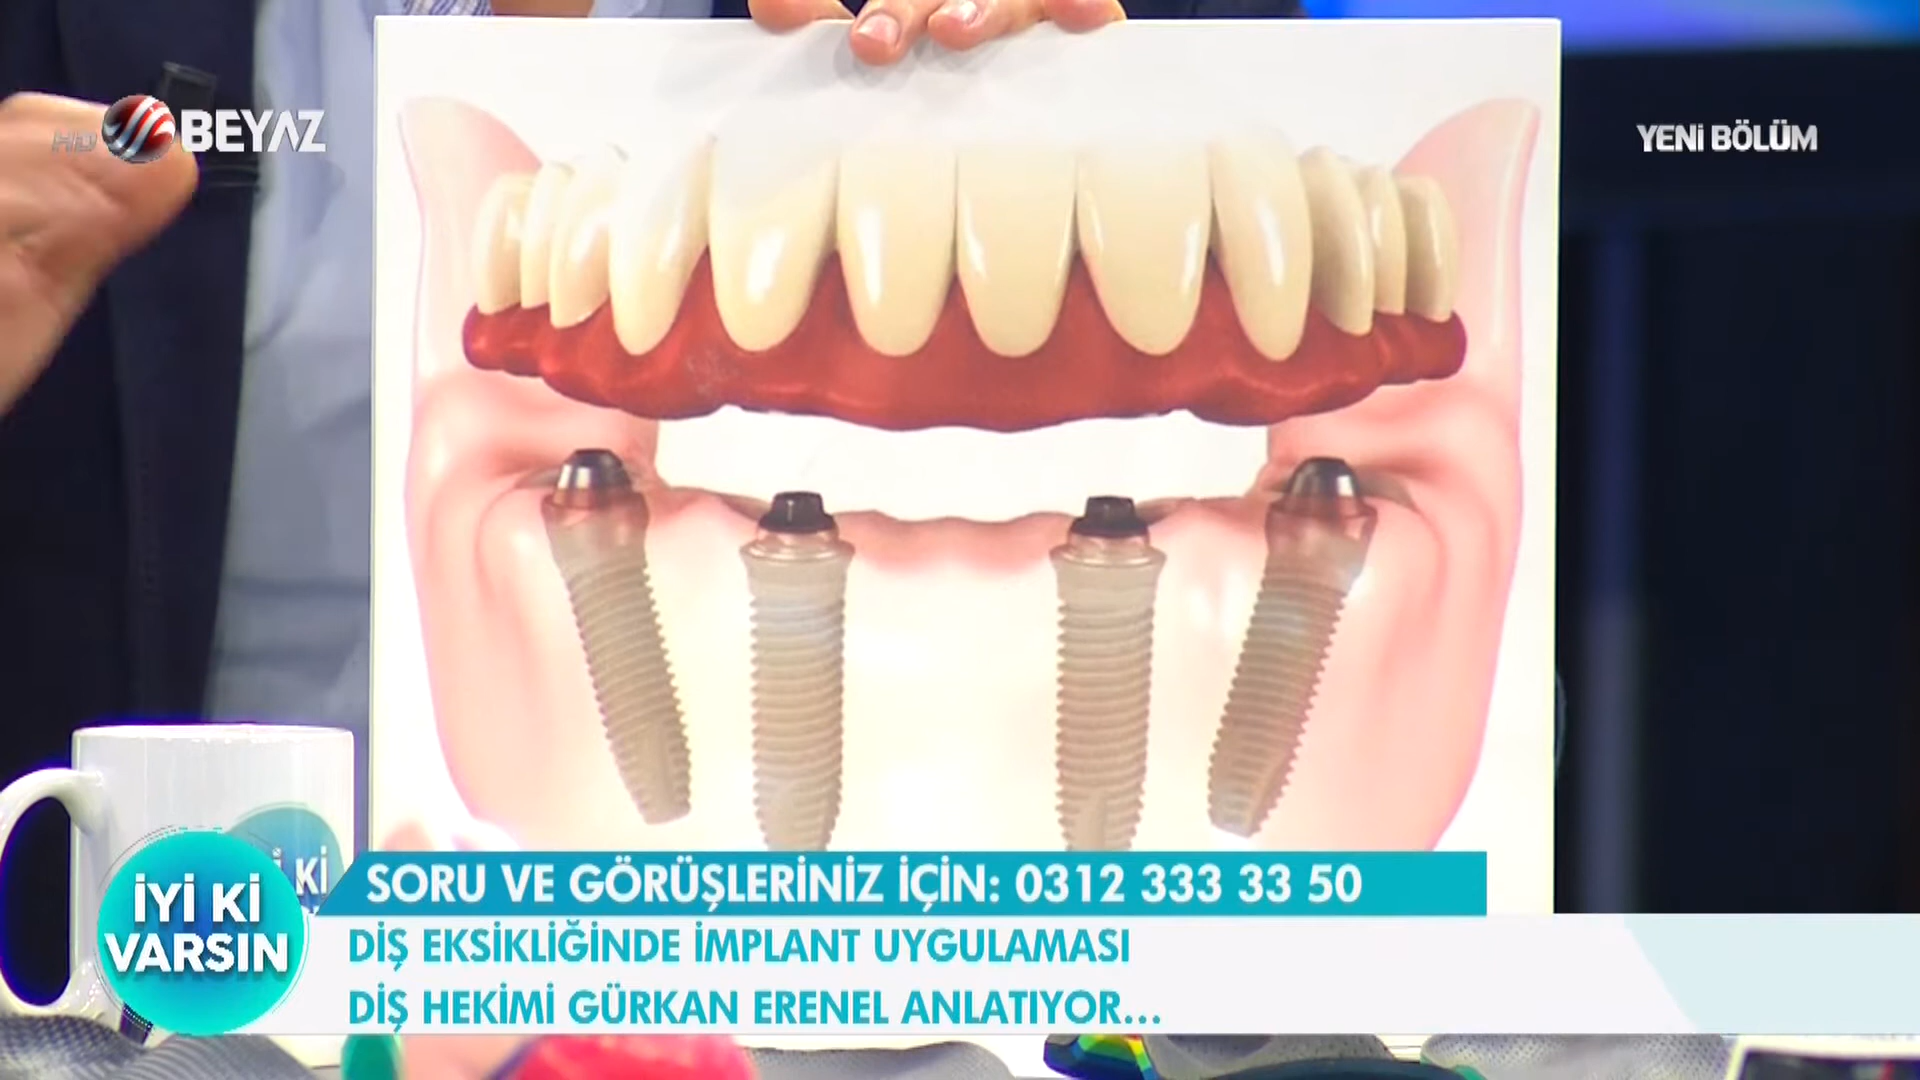 HD BEYAZ
YENİ BÖLÜM
İYİ Kİ
VARSIN
SORU VE GÖRÜŞLERİNİZ İÇİN: 0312 333 33 50
DİŞ EKSİKLİĞİNDE İMPLANT UYGULAMASI
DİŞ HEKİMİ GÜRKAN ERENEL ANLATIYOR...